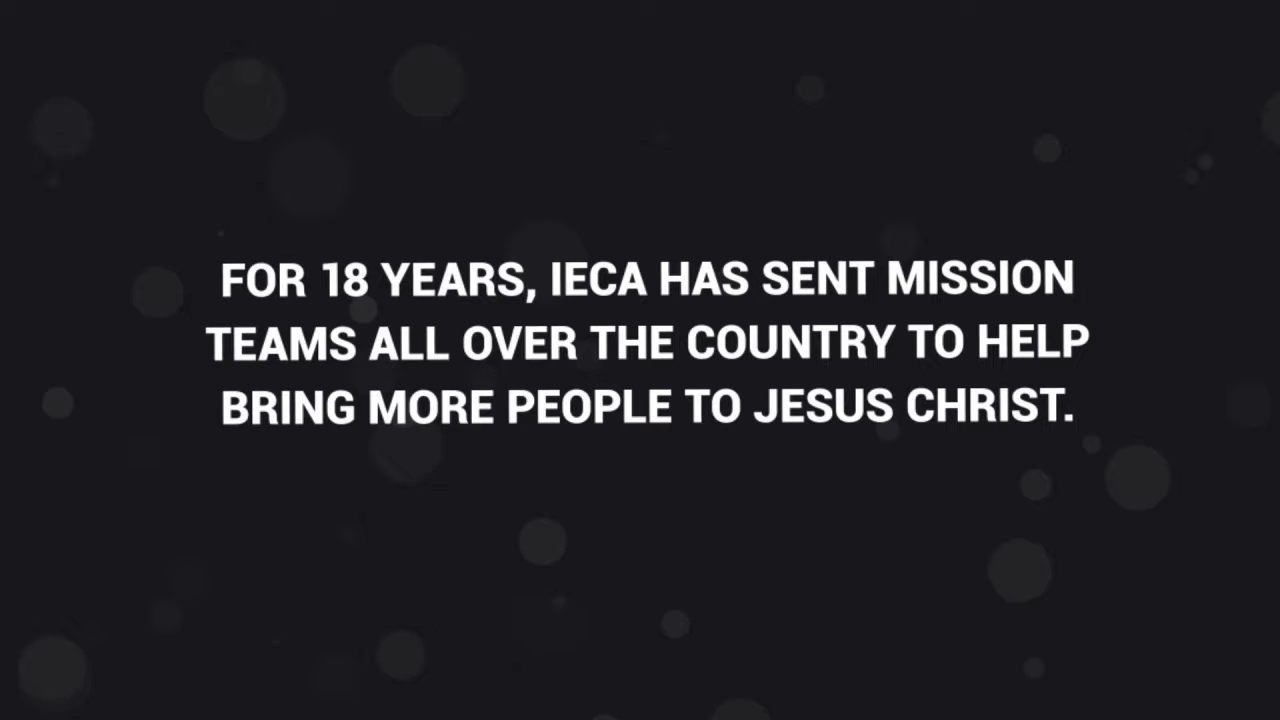 FOR 18 YEARS, IECA HAS SENT MISSION
TEAMS ALL OVER THE COUNTRY TO HELP
BRING MORE PEOPLE TO JESUS CHRIST.